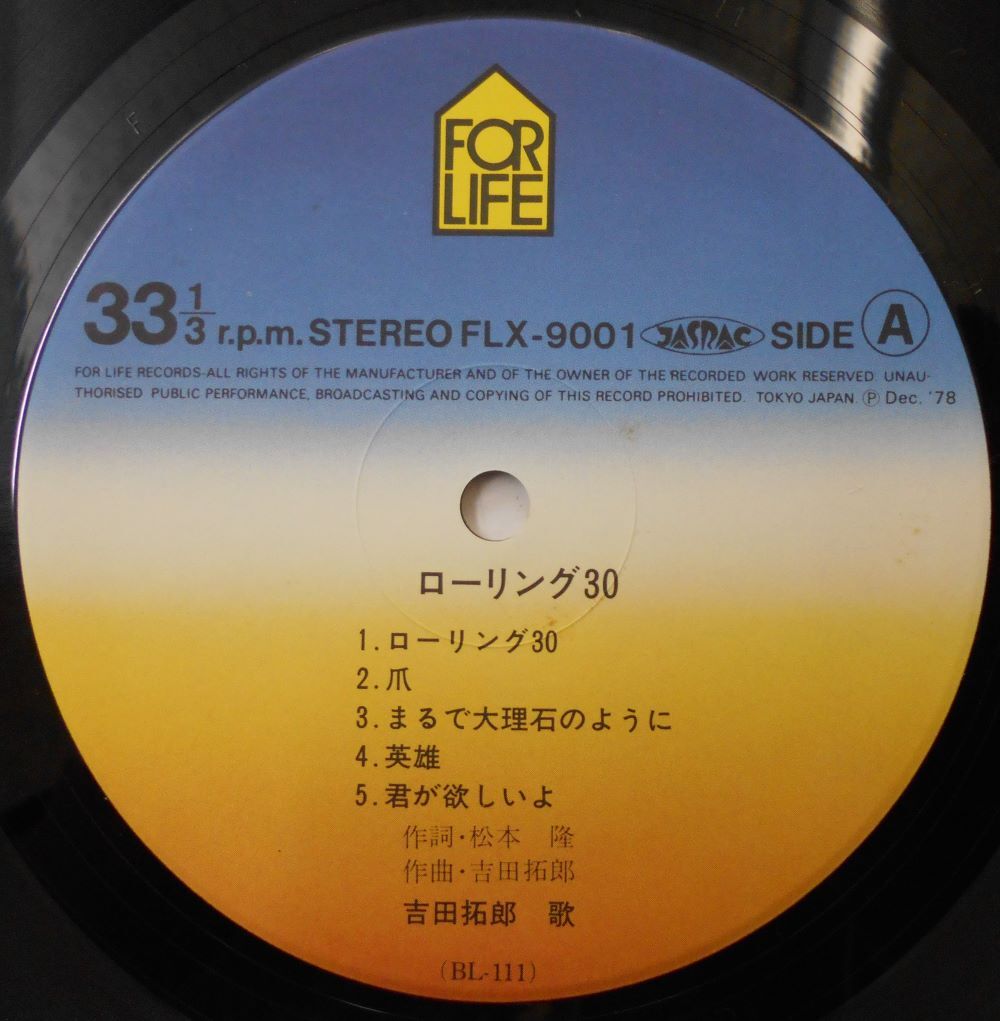 FOR
LIFE
33 1/3 r.p.m. STEREO FLX-9001 JASRAC SIDE A
FOR LIFE RECORDS-ALL RIGHTS OF THE MANUFACTURER AND OF THE OWNER OF THE RECORDED WORK RESERVED. UNAU-
THORISED PUBLIC PERFORMANCE, BROADCASTING AND COPYING OF THIS RECORD PROHIBITED. TOKYO JAPAN. Ⓟ Dec. '78
ローリング30
1.ローリング30
2.爪
3.まるで大理石のように
4.英雄
5.君が欲しいよ
作詞・松本 隆
作曲・吉田拓郎
吉田拓郎 歌
(BL-111)